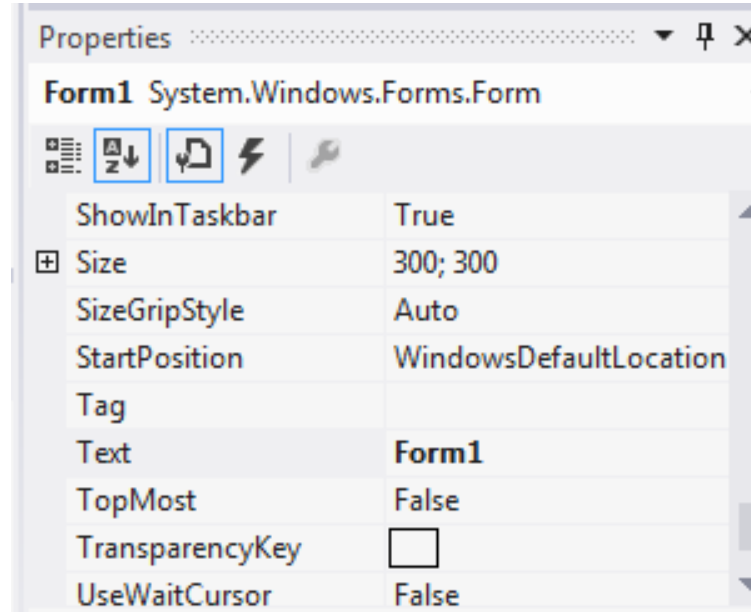 Properties
Form1 System.Windows.Forms.Form
ShowInTaskbar True
Size 300; 300
SizeGripStyle Auto
StartPosition WindowsDefaultLocation
Tag
Text Form1
TopMost False
TransparencyKey
UseWaitCursor False